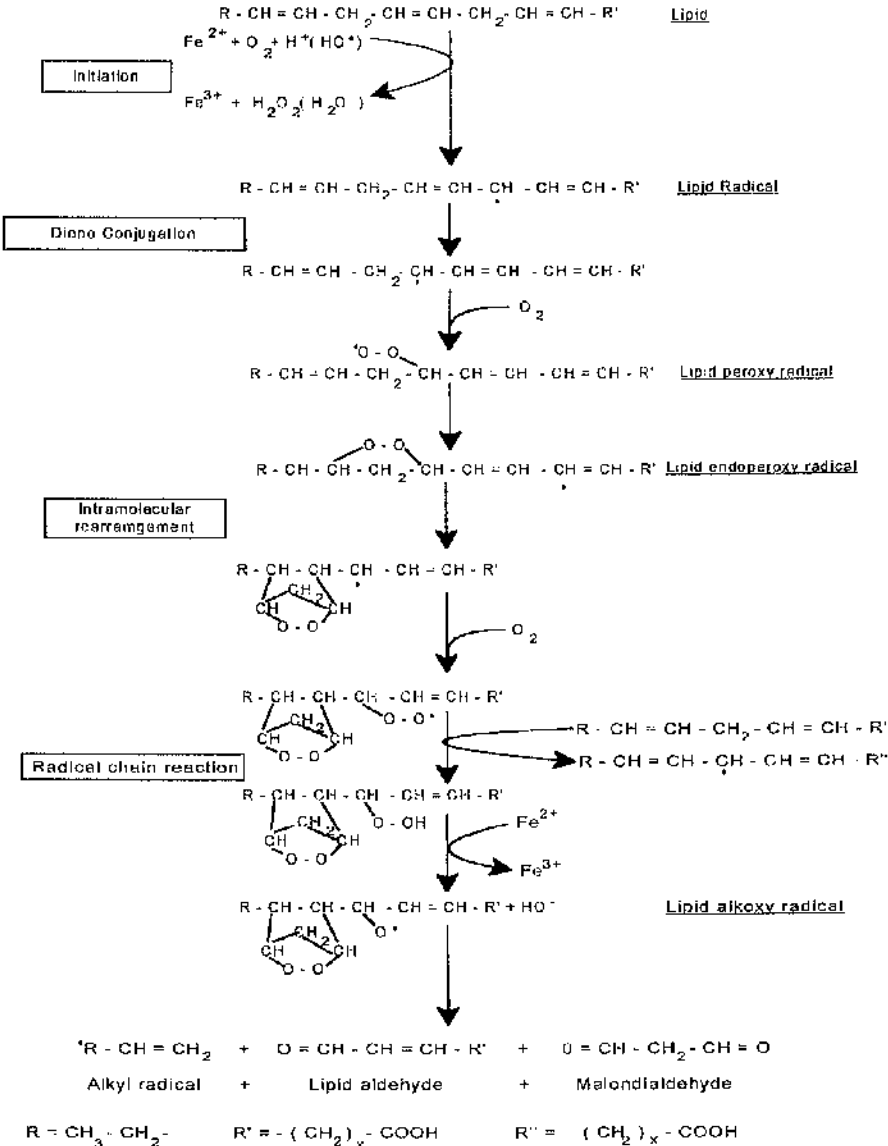 R - CH=CH- CH2-CH=CH- CH2-CH=CH- R'
Lipid
Fe2+ + O2+ H+( HO•)
Initiation
Fe3+ + H2O2(H2O )
R - CH = CH - CH2- CH = CH - CH - CH = CH - R'
Lipid Radical
Diene Conjugation
R - CH = CH - CH2- CH - CH = CH - CH = CH - R'
O2
•O - O
R - CH = CH - CH2- CH - CH = CH - CH = CH - R'
Lipid peroxy radical
O - O
R - CH - CH - CH2- CH - CH = CH - CH = CH - R'
Lipid endoperoxy radical
Intramolecular
rearramgement
R - CH - CH - CH - CH = CH - R'
CH2
CH CH
O - O
O2
R - CH - CH - CH - CH = CH - R'
CH2 O - O•
CH CH
O - O
R - CH = CH - CH2- CH = CH - R'
R - CH = CH - CH - CH = CH - R''
Radical chain reaction
R - CH - CH - CH - CH = CH - R'
CH2 O - OH
CH CH
O - O
Fe2+
Fe3+
R - CH - CH - CH - CH = CH - R' + HO-
Lipid alkoxy radical
CH2 O•
CH CH
O - O
•R - CH = CH2 + O = CH - CH = CH - R' + O = CH - CH2- CH = O
Alkyl radical + Lipid aldehyde + Malondialdehyde
R = CH3- CH2- R' = - ( CH2 )x- COOH R'' = ( CH2 )x - COOH